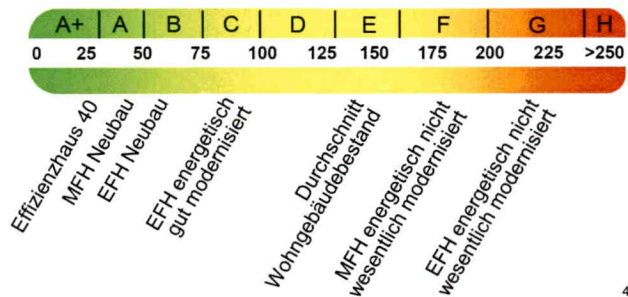 A+ A B C D E F G H
0 25 50 75 100 125 150 175 200 225 >250
Effizienzhaus 40
MFH Neubau
EFH Neubau
EFH energetisch
gut modernisiert
Durchschnitt
Wohngebäudebestand
MFH energetisch nicht
wesentlich modernisiert
EFH energetisch nicht
wesentlich modernisiert
4